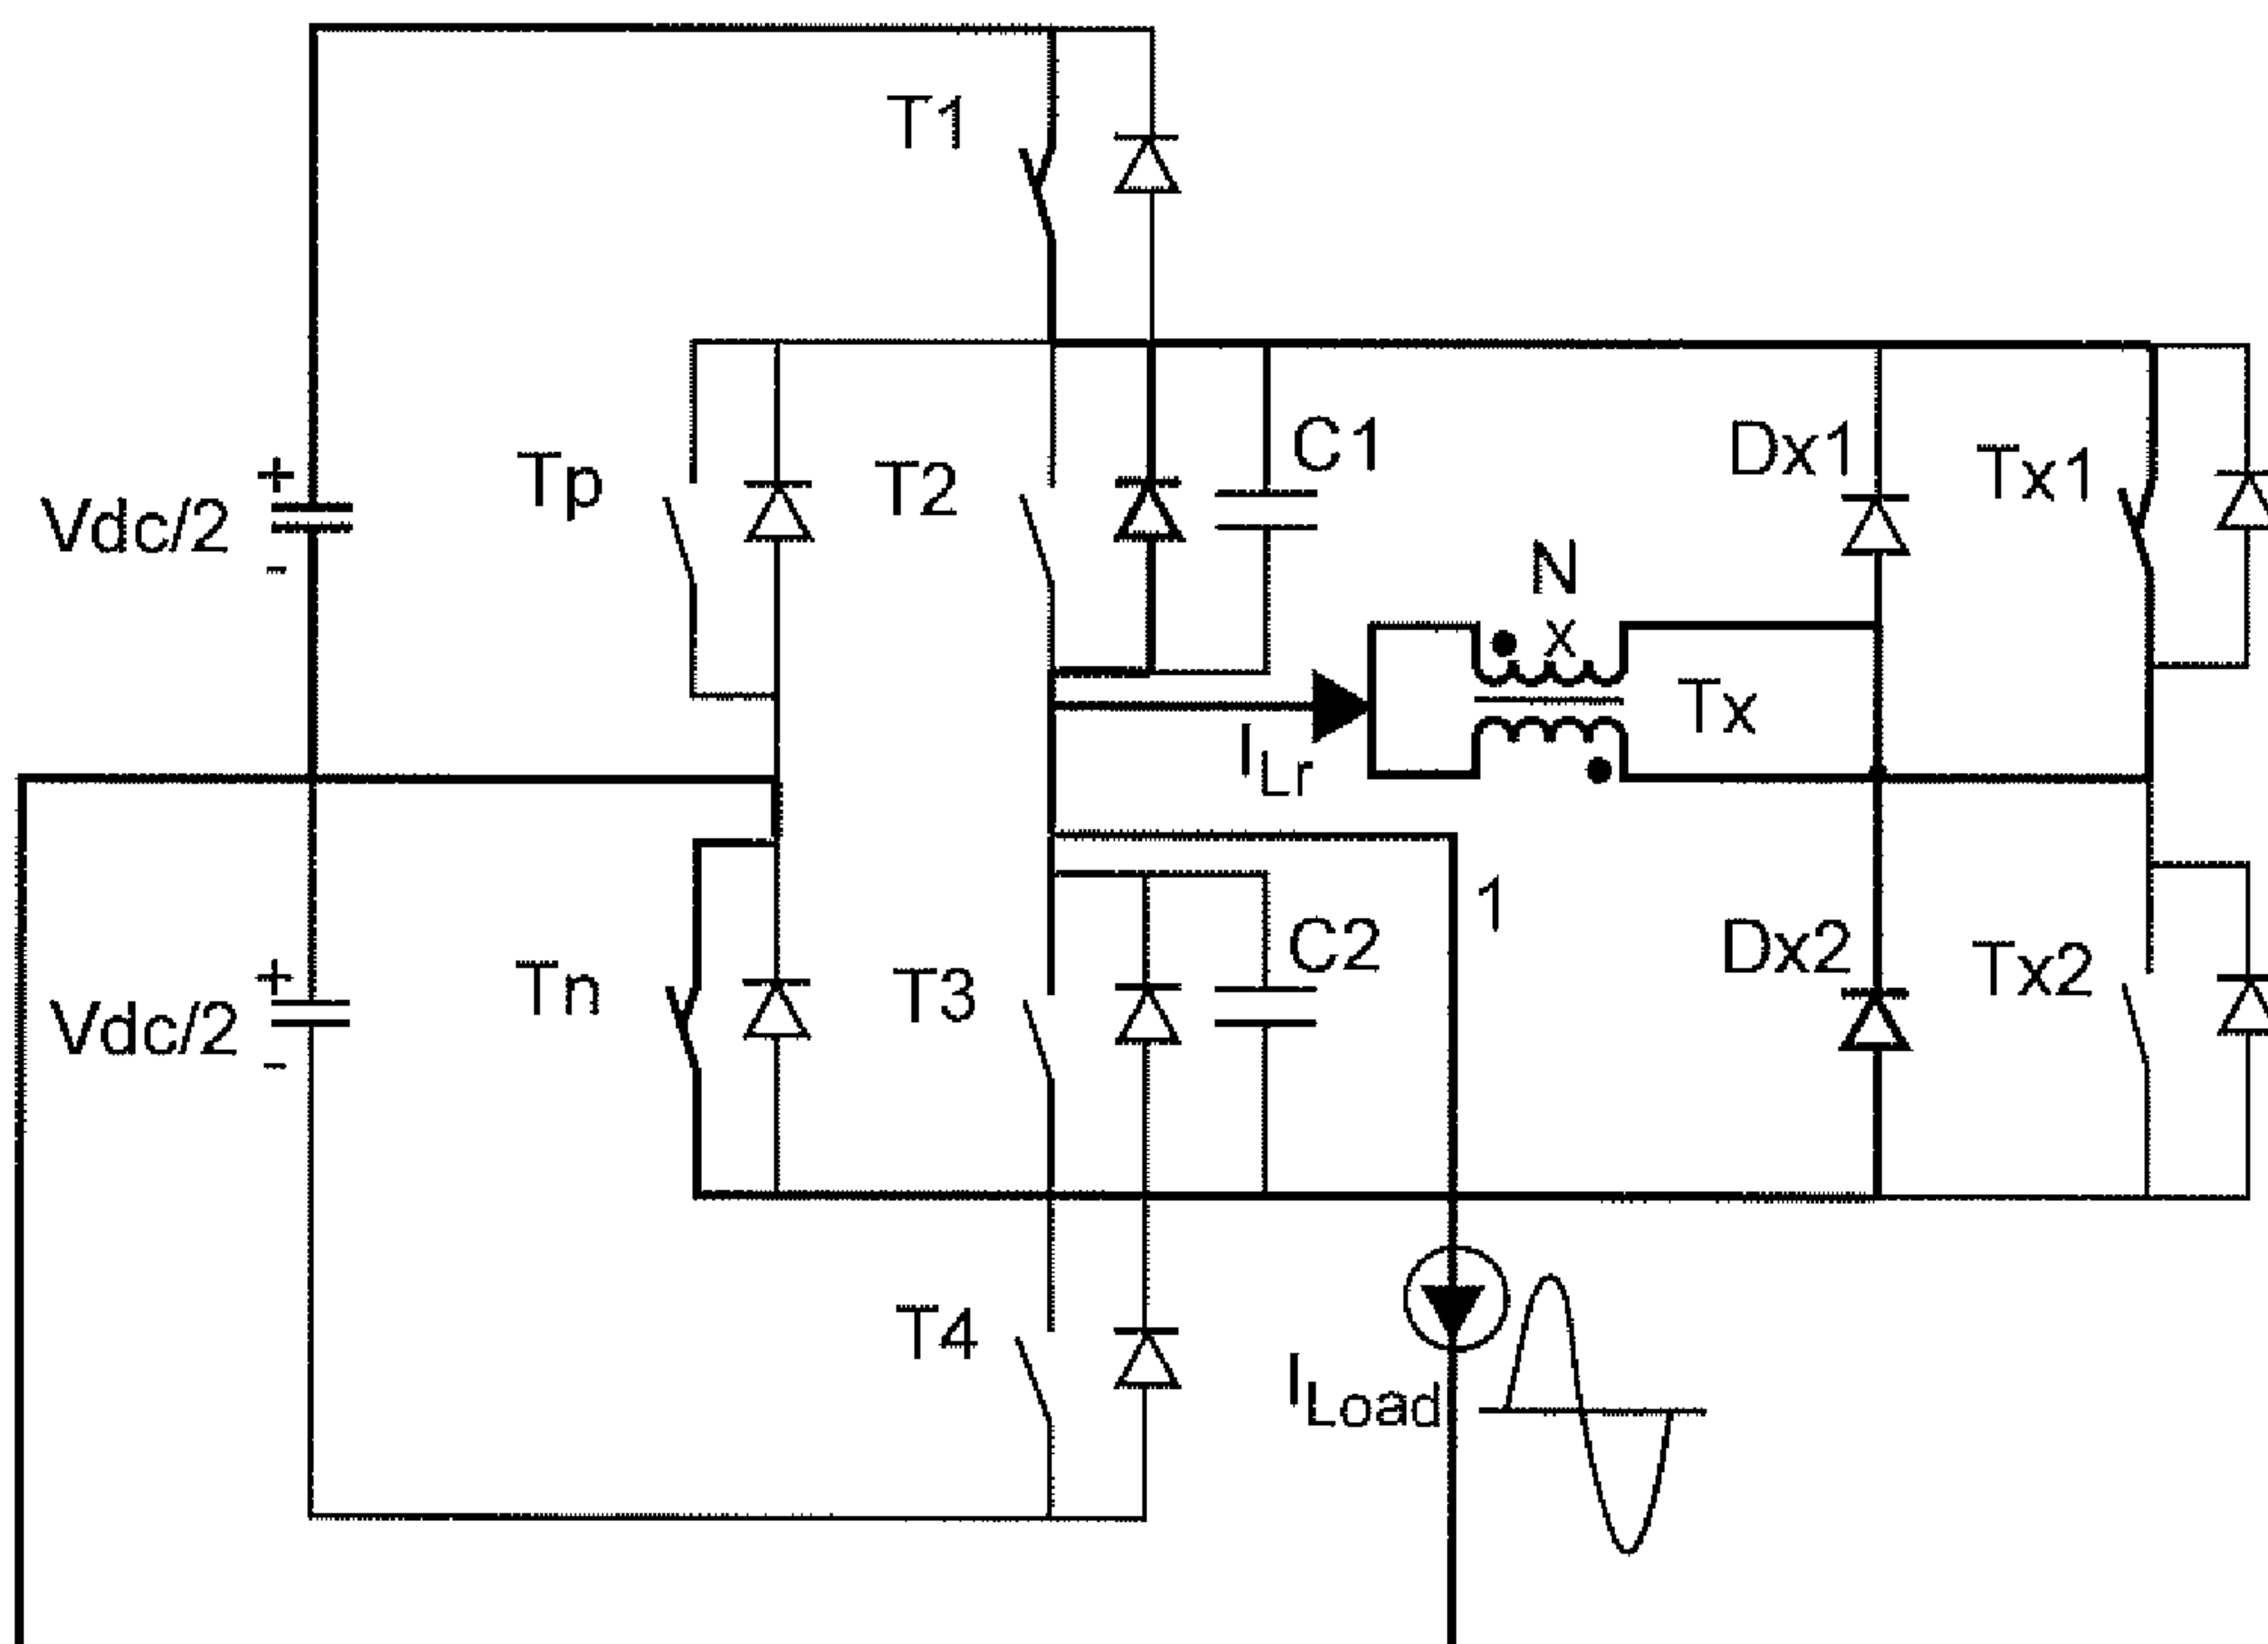 T1
+
Vdc/2
-
Tp
T2
C1
Dx1
Tx1
N
x
Tx
ILr
1
+
Vdc/2
-
Tn
T3
C2
Dx2
Tx2
T4
ILoad